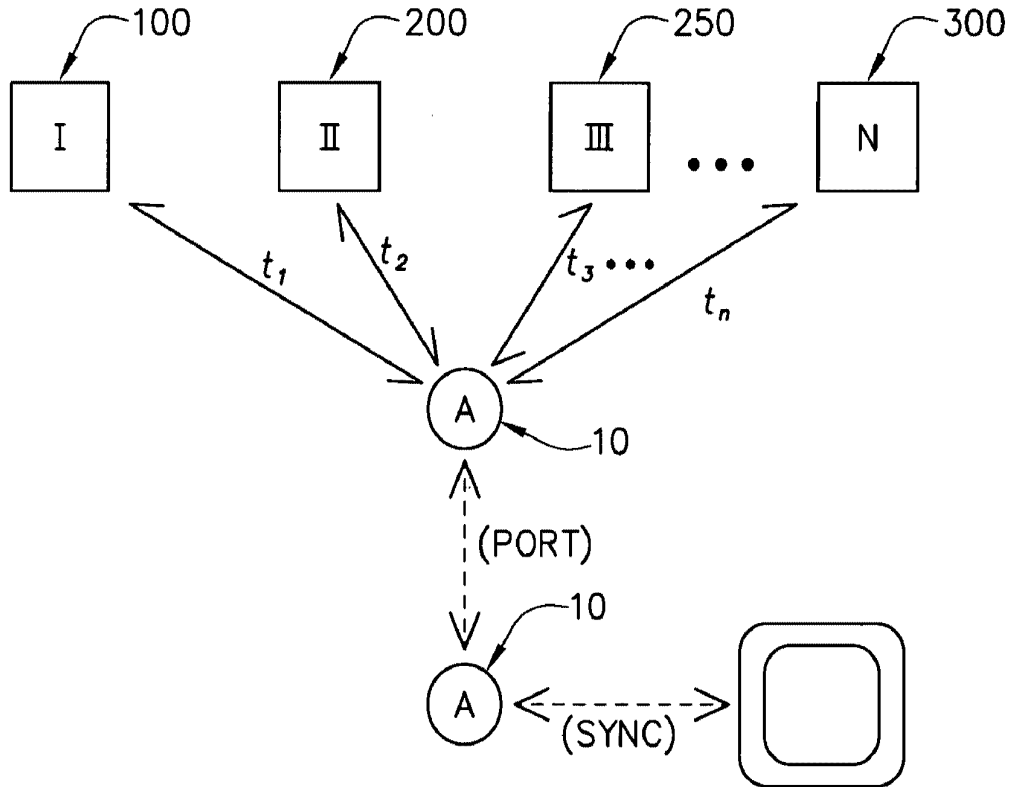 100 200 250 300
I II III ••• N
t₁ t₂ t₃ ••• tₙ
A
10
(PORT)
10
A
(SYNC)